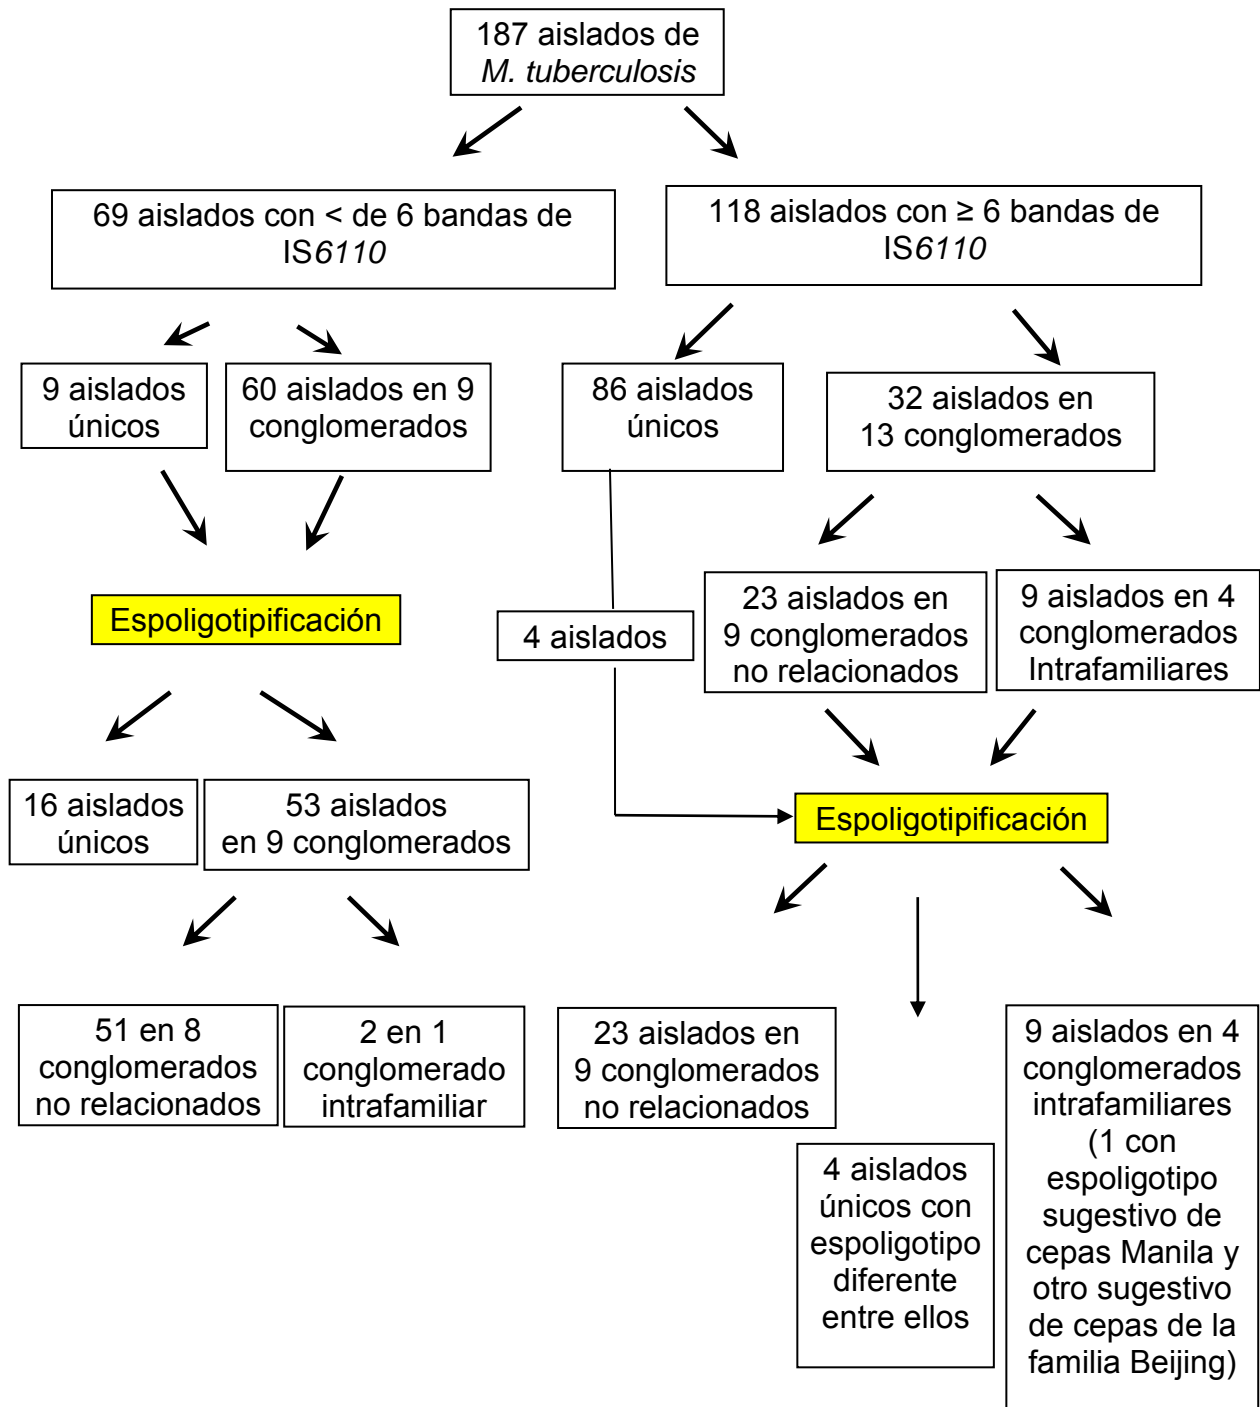 187 aislados de
M. tuberculosis
69 aislados con < de 6 bandas de
IS6110
118 aislados con ≥ 6 bandas de
IS6110
9 aislados
únicos
60 aislados en 9
conglomerados
86 aislados
únicos
32 aislados en
13 conglomerados
Espoligotipificación
4 aislados
23 aislados en
9 conglomerados
no relacionados
9 aislados en 4
conglomerados
Intrafamiliares
16 aislados
únicos
53 aislados
en 9 conglomerados
Espoligotipificación
51 en 8
conglomerados
no relacionados
2 en 1
conglomerado
intrafamiliar
23 aislados en
9 conglomerados
no relacionados
4 aislados
únicos con
espoligotipo
diferente
entre ellos
9 aislados en 4
conglomerados
intrafamiliares
(1 con
espoligotipo
sugestivo de
cepas Manila y
otro sugestivo
de cepas de la
familia Beijing)